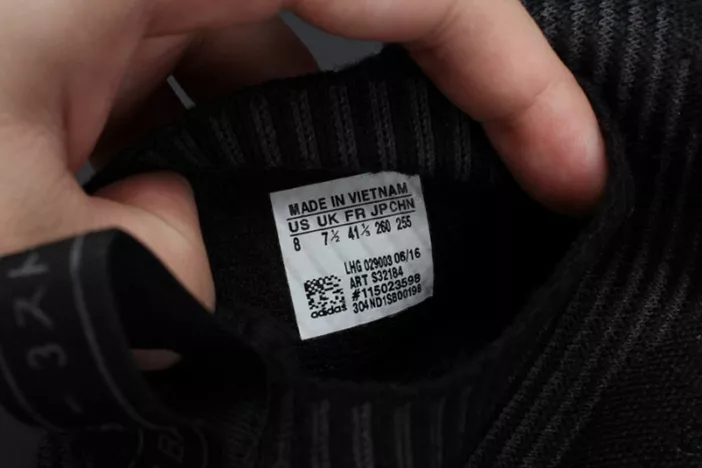 MADE IN VIETNAM
US UK FR JP CHN
8 7½ 41⅓ 260 255
LHG 029003 06/16
ART S32184
#115023598
304ND1SB00198
adidas